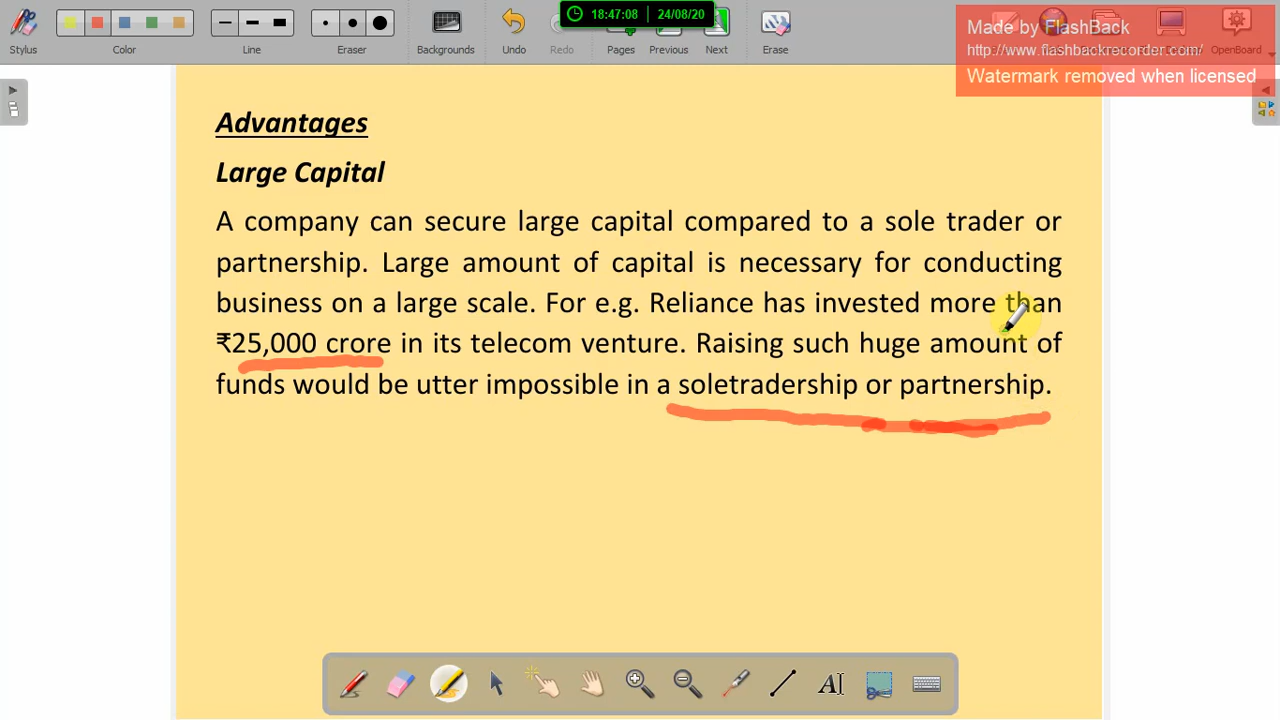 18:47:08 | 24/08/20
Made by FlashBack
http://www.flashbackrecorder.com/
Watermark removed when licensed
Stylus
Color
Line
Eraser
Backgrounds
Undo
Redo
Pages
Previous
Next
Erase
OpenBoard
Advantages
Large Capital
A company can secure large capital compared to a sole trader or
partnership. Large amount of capital is necessary for conducting
business on a large scale. For e.g. Reliance has invested more than
₹25,000 crore in its telecom venture. Raising such huge amount of
funds would be utter impossible in a soletradership or partnership.
AI